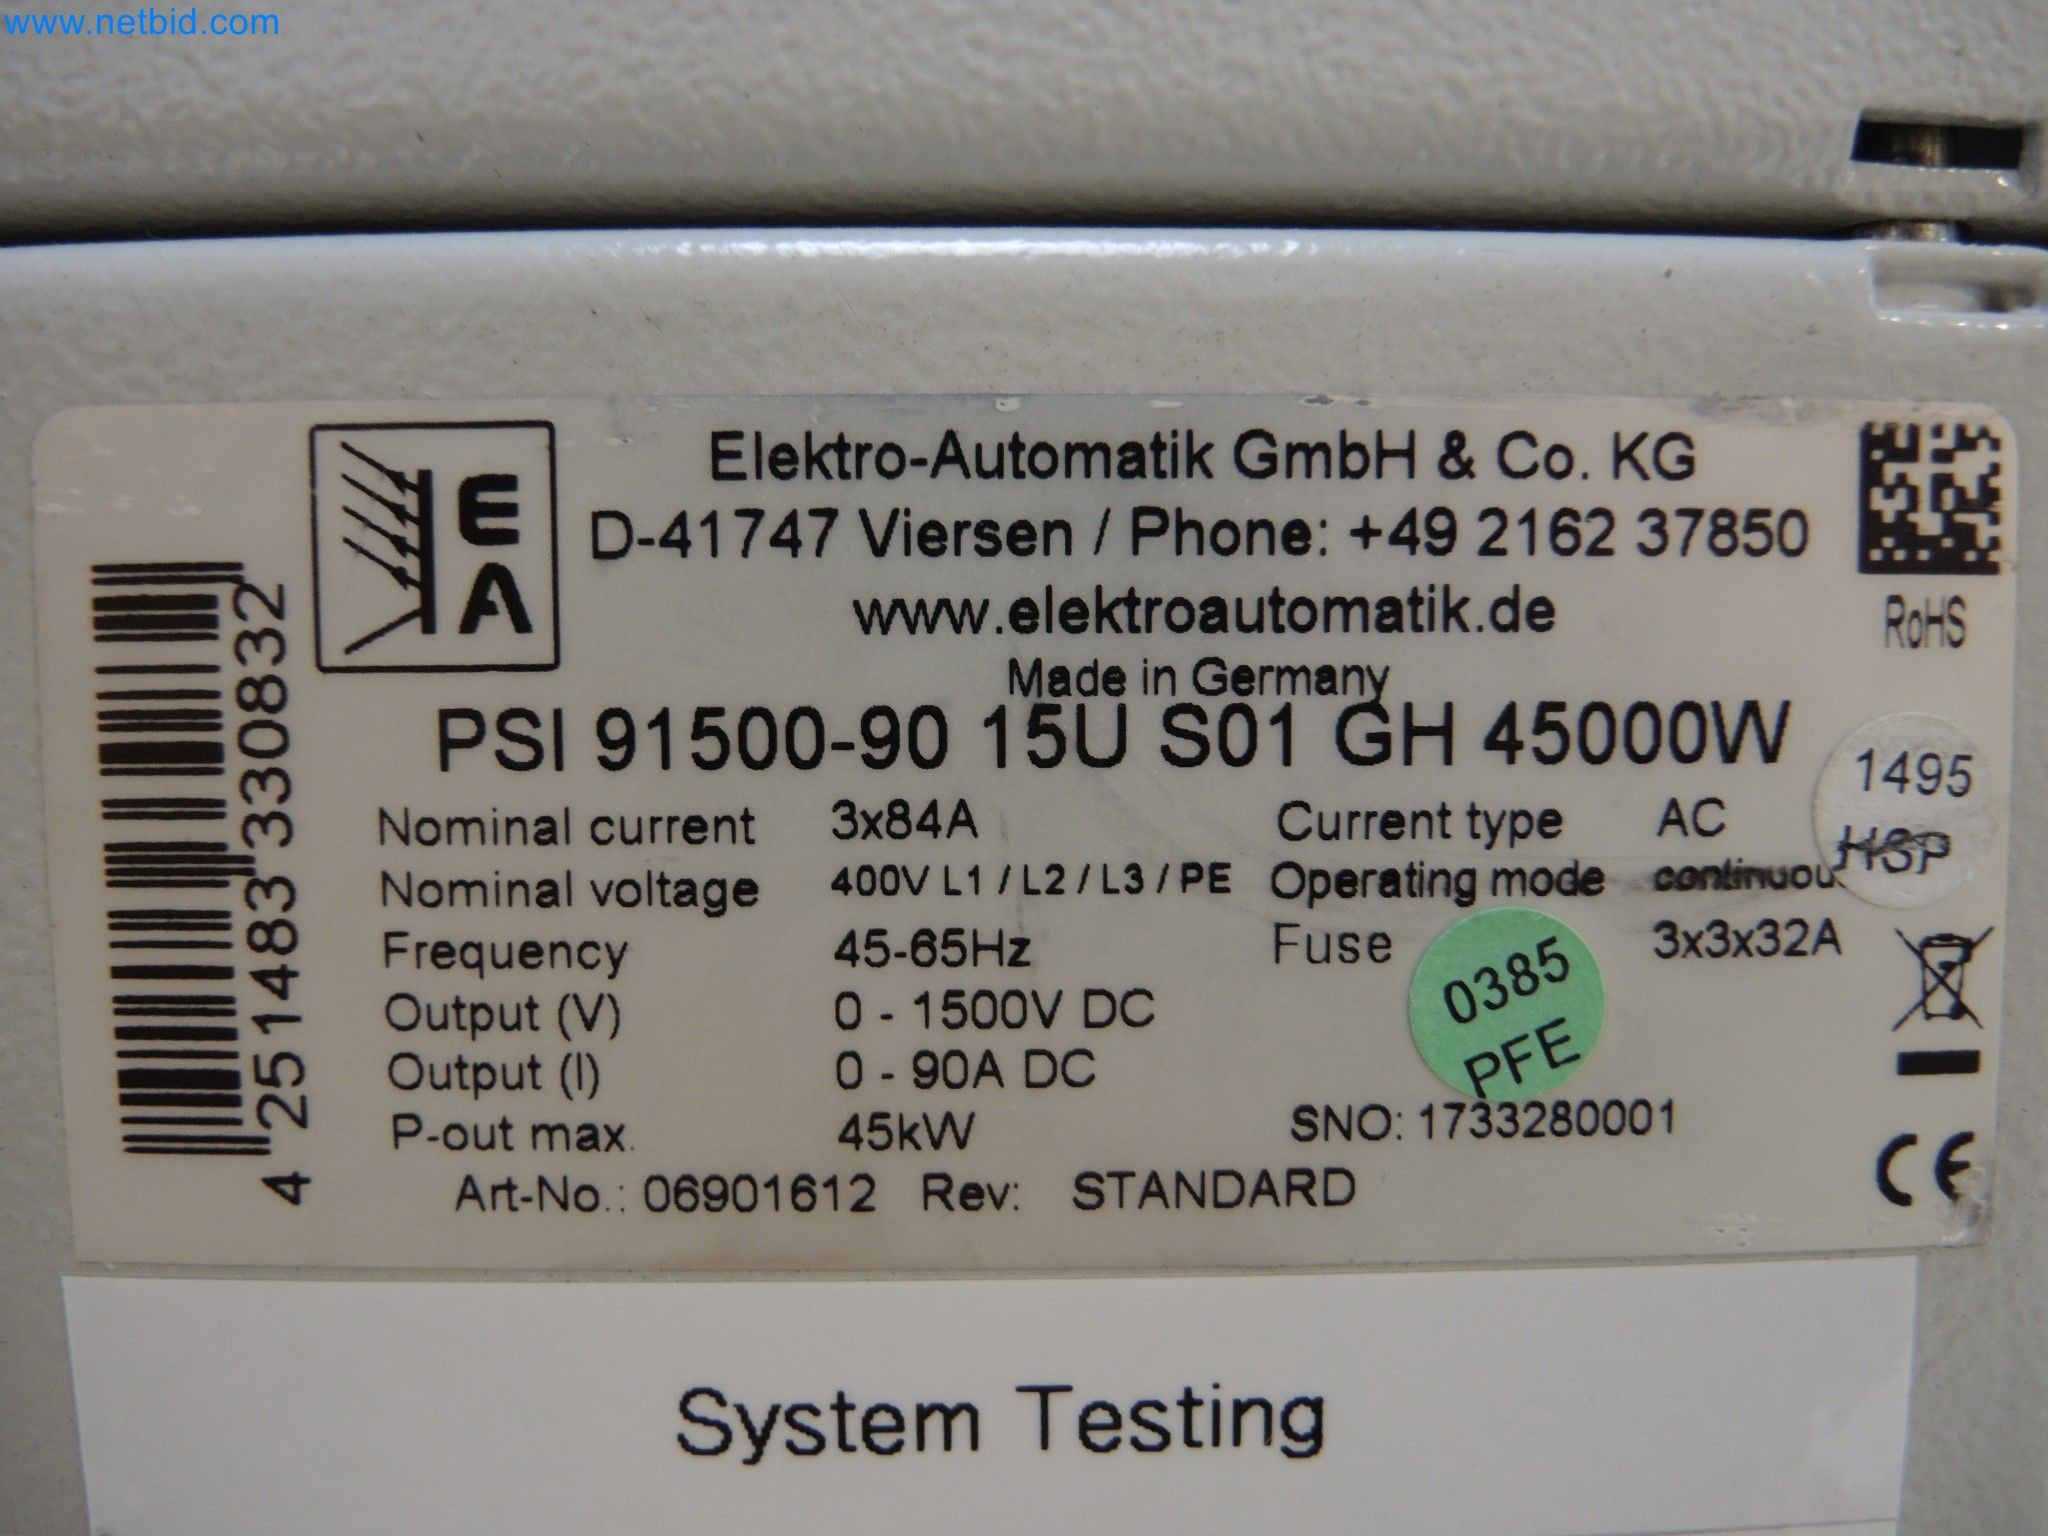 www.netbid.com
EA
Elektro-Automatik GmbH & Co. KG
D-41747 Viersen / Phone: +49 2162 37850
www.elektroautomatik.de
Made in Germany
PSI 91500-90 15U S01 GH 45000W
Nominal current 3x84A Current type AC
Nominal voltage 400V L1 / L2 / L3 / PE Operating mode continuou
Frequency 45-65Hz Fuse 3x3x32A
Output (V) 0 - 1500V DC
Output (I) 0 - 90A DC
P-out max. 45kW SNO: 1733280001
Art-No.: 06901612 Rev: STANDARD
4 251483 330832
RoHS
1495
HSP
0385
PFE
CE
System Testing